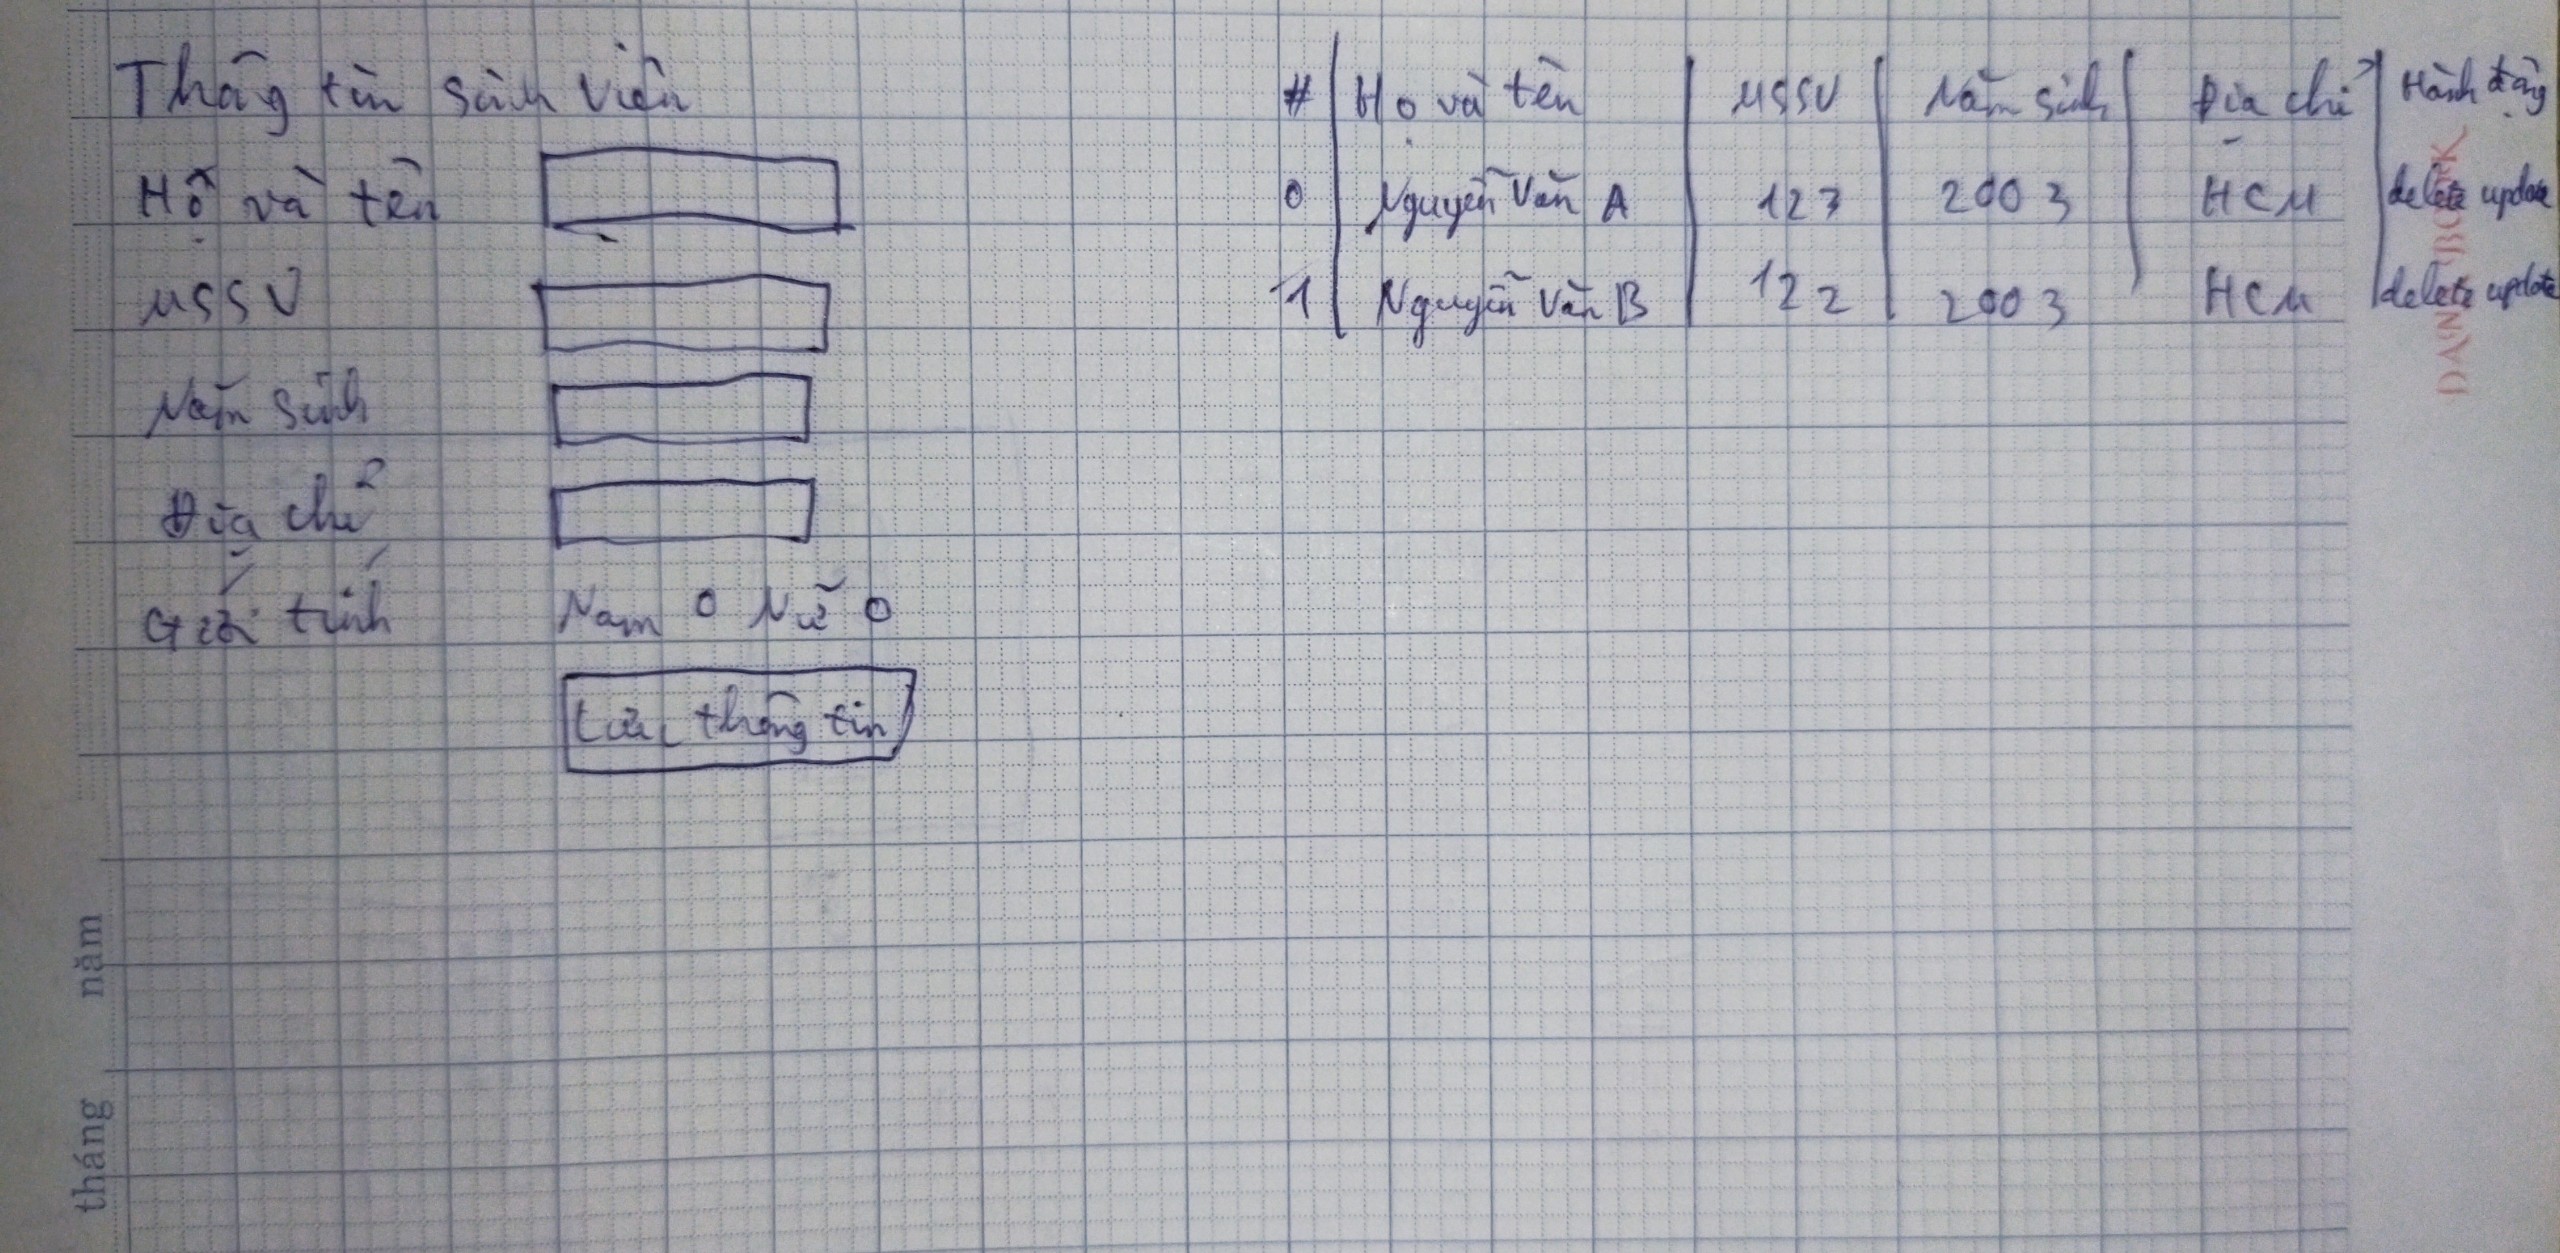 Thông tin sinh viên
Họ và tên
MSSV
Năm sinh
Địa chỉ
Giới tính Nam Nữ
Lưu thông tin
# Họ và tên MSSV Năm sinh Địa chỉ Hành động
0 Nguyễn Văn A 123 2003 HCM delete update
1 Nguyễn Văn B 122 2003 HCM delete update
tháng năm